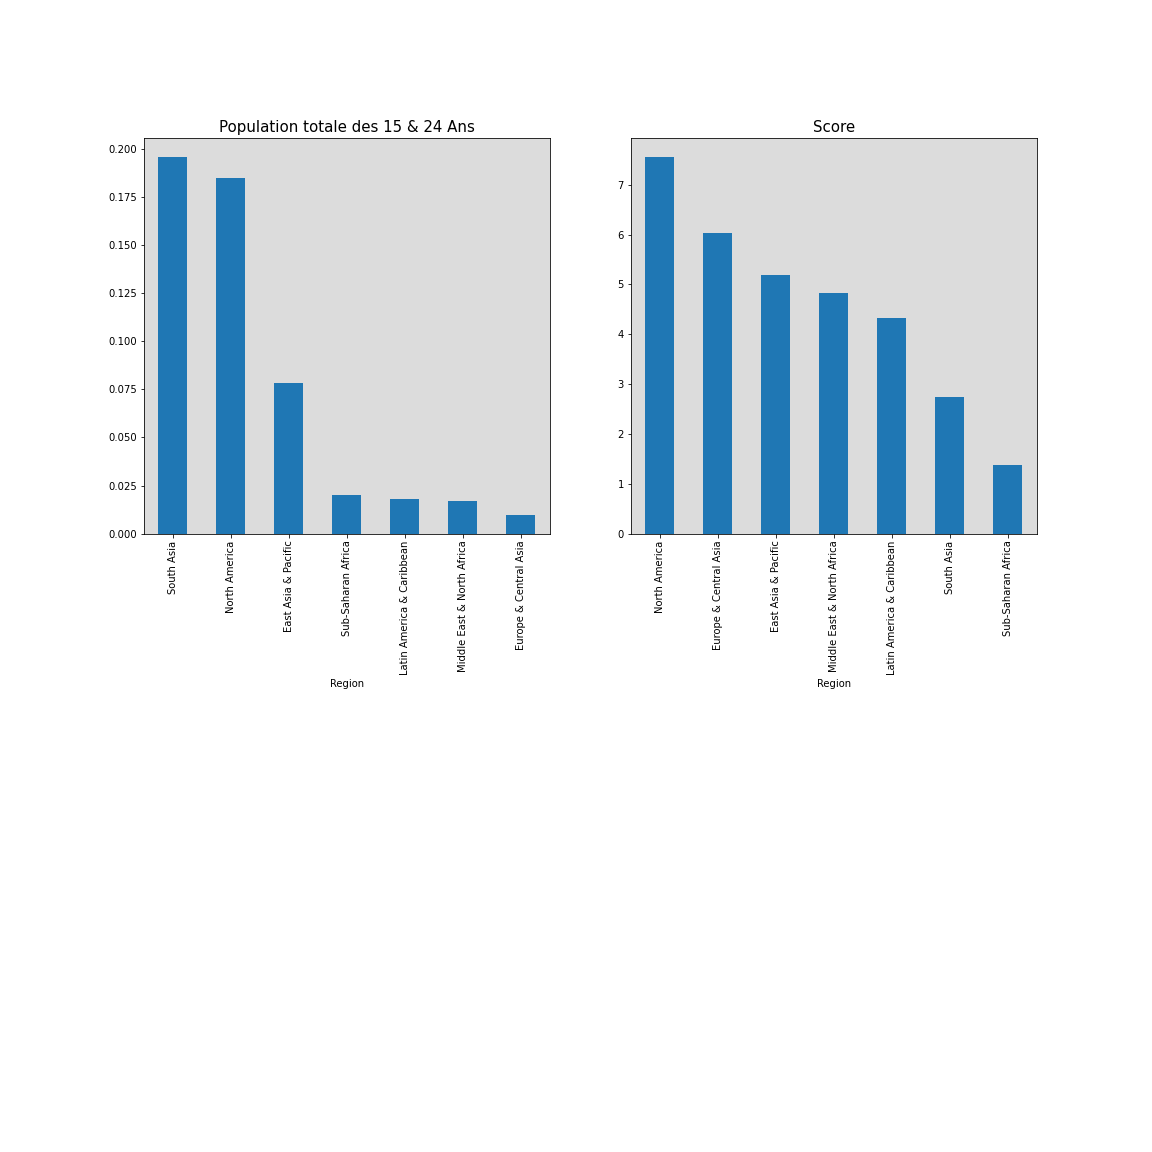 Population totale des 15 & 24 Ans
0.200
0.175
0.150
0.125
0.100
0.075
0.050
0.025
0.000
South Asia
North America
East Asia & Pacific
Sub-Saharan Africa
Latin America & Caribbean
Middle East & North Africa
Europe & Central Asia
Region
Score
7
6
5
4
3
2
1
0
North America
Europe & Central Asia
East Asia & Pacific
Middle East & North Africa
Latin America & Caribbean
South Asia
Sub-Saharan Africa
Region